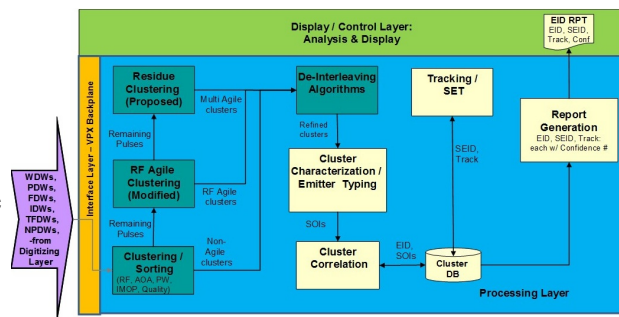 Display / Control Layer:
Analysis & Display
EID RPT
EID, SEID,
Track, Conf.
Interface Layer – VPX Backplane
Residue
Clustering
(Proposed)
Multi Agile
clusters
De-Interleaving
Algorithms
Tracking /
SET
Remaining
Pulses
Refined
clusters
Report
Generation
EID, SEID, Track:
each w/ Confidence #
WDWs,
PDWs,
FDWs,
IDWs,
TFDWs,
NPDWs,
-from
Digitizing
Layer
RF Agile
Clustering
(Modified)
RF Agile
clusters
Cluster
Characterization /
Emitter Typing
SEID,
Track
Remaining
Pulses
SOIs
Non-
Agile
clusters
Clustering /
Sorting
(RF, AOA, PW,
IMOP, Quality)
Cluster
Correlation
EID,
SOIs
Cluster
DB
Processing Layer